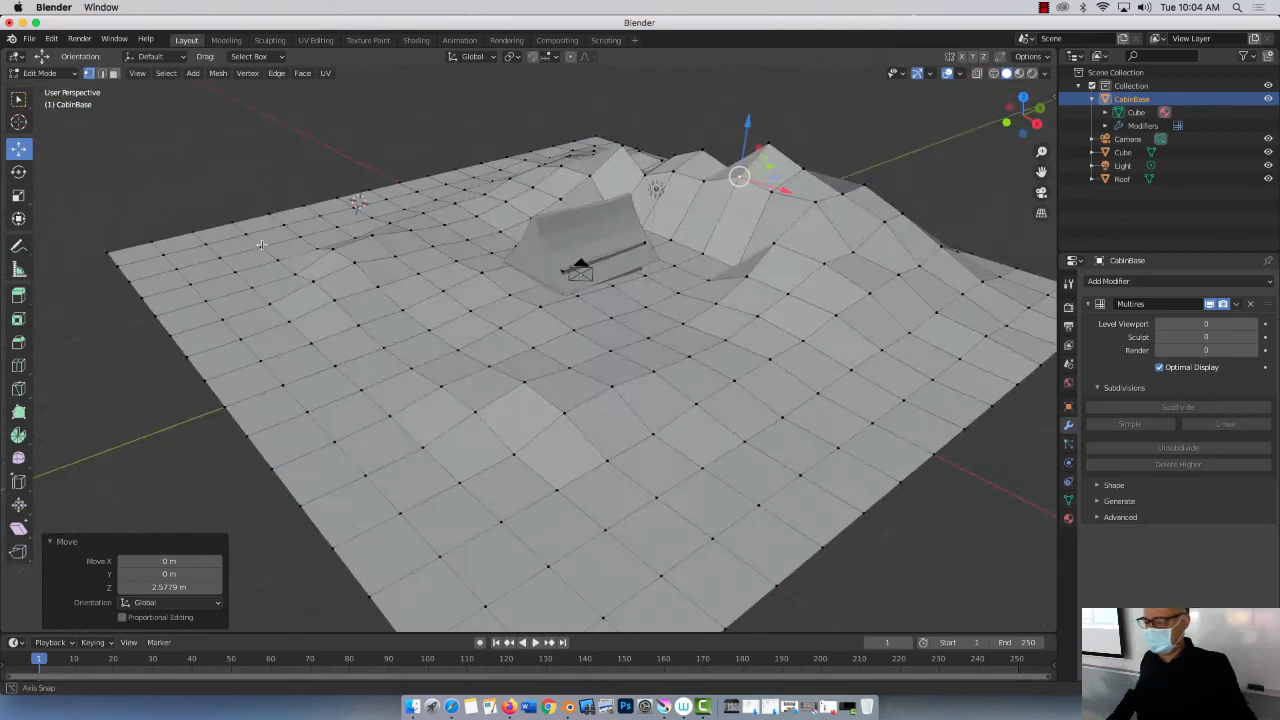 Blender Window Tue 10:04 AM
Blender
File Edit Render Window Help Layout Modeling Sculpting UV Editing Texture Paint Shading Animation Rendering Compositing Scripting + Scene View Layer
Orientation: Default Drag: Select Box Global X Y Z Options
Edit Mode View Select Add Mesh Vertex Edge Face UV
User Perspective
(1) CabinBase
Z
Y
X
Scene Collection
Collection
CabinBase
Cube
Modifiers
Camera
Cube
Light
Roof
CabinBase
Add Modifier
Multires
Level Viewport 0
Sculpt 0
Render 0
Optimal Display
Subdivisions
Subdivide
Simple Linear
Unsubdivide
Delete Higher
Shape
Generate
Advanced
Move
Move X 0 m
Y 0 m
Z 2.5779 m
Orientation Global
Proportional Editing
Playback Keying View Marker 1 Start 1 End 250
1 10 20 30 40 50 60 70 80 90 100 110 120 130 140 150 160 170 180 190 200 210 220 230 240 250
Axis Snap